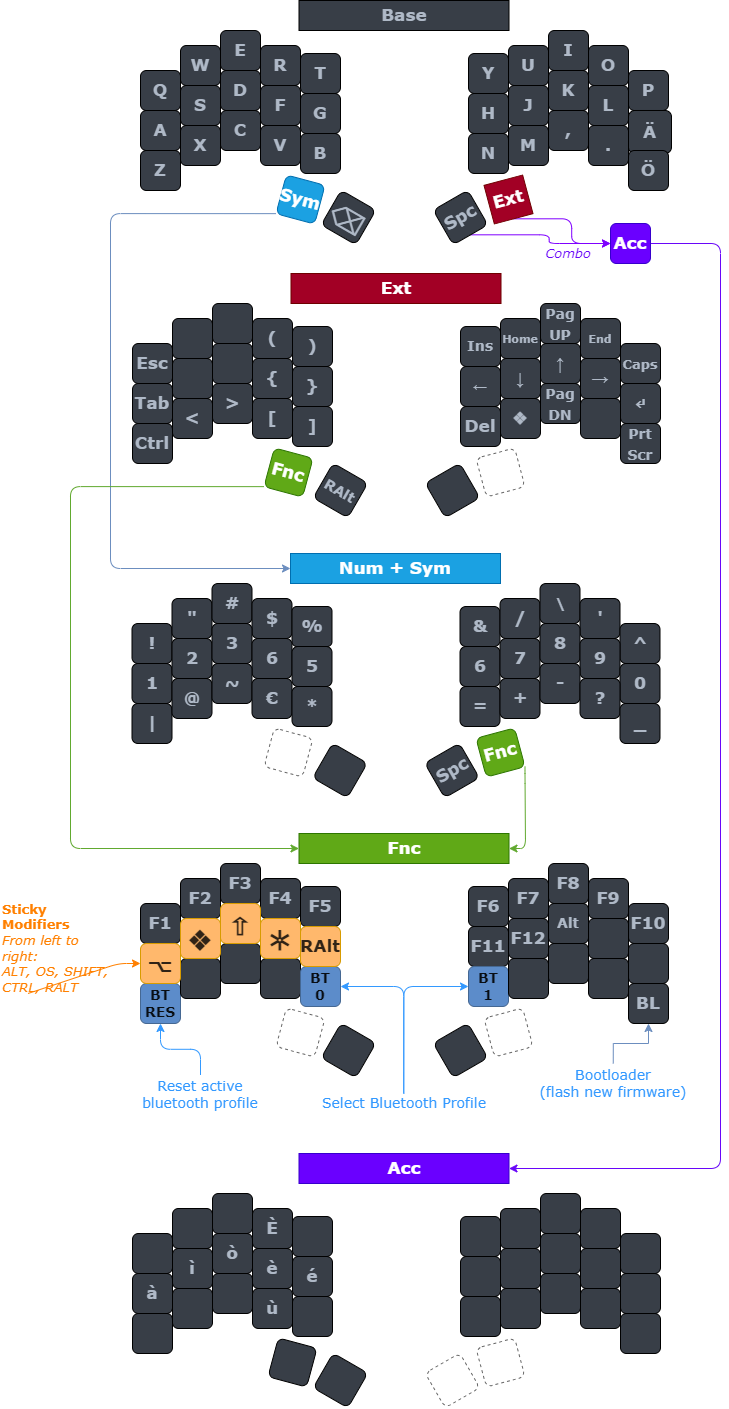 Base
Q W E R T Y U I O P
A S D F G H J K L Ä
Z X C V B N M , . Ö
Sym Spc Ext
Combo
Acc
Ext
Esc ( ) Ins Home Pag UP End Caps
Tab { } ← ↓ ↑ → ↲
Ctrl < > [ ] Del ❖ Pag DN Prt Scr
Fnc RAlt
Num + Sym
! " # $ % & / \ ' ^
1 2 3 6 5 6 7 8 9 0
| @ ~ € * = + - ? _
Spc Fnc
Fnc
F1 F2 F3 F4 F5 F6 F7 F8 F9 F10
Sticky
Modifiers
From left to
right:
ALT, OS, SHIFT,
CTRL, RALT
⌥ ❖ ⇧ * RAlt F11 F12 Alt
BT RES BT 0 BT 1 BL
Reset active
bluetooth profile
Select Bluetooth Profile
Bootloader
(flash new firmware)
Acc
È
à ì ò è é
ù